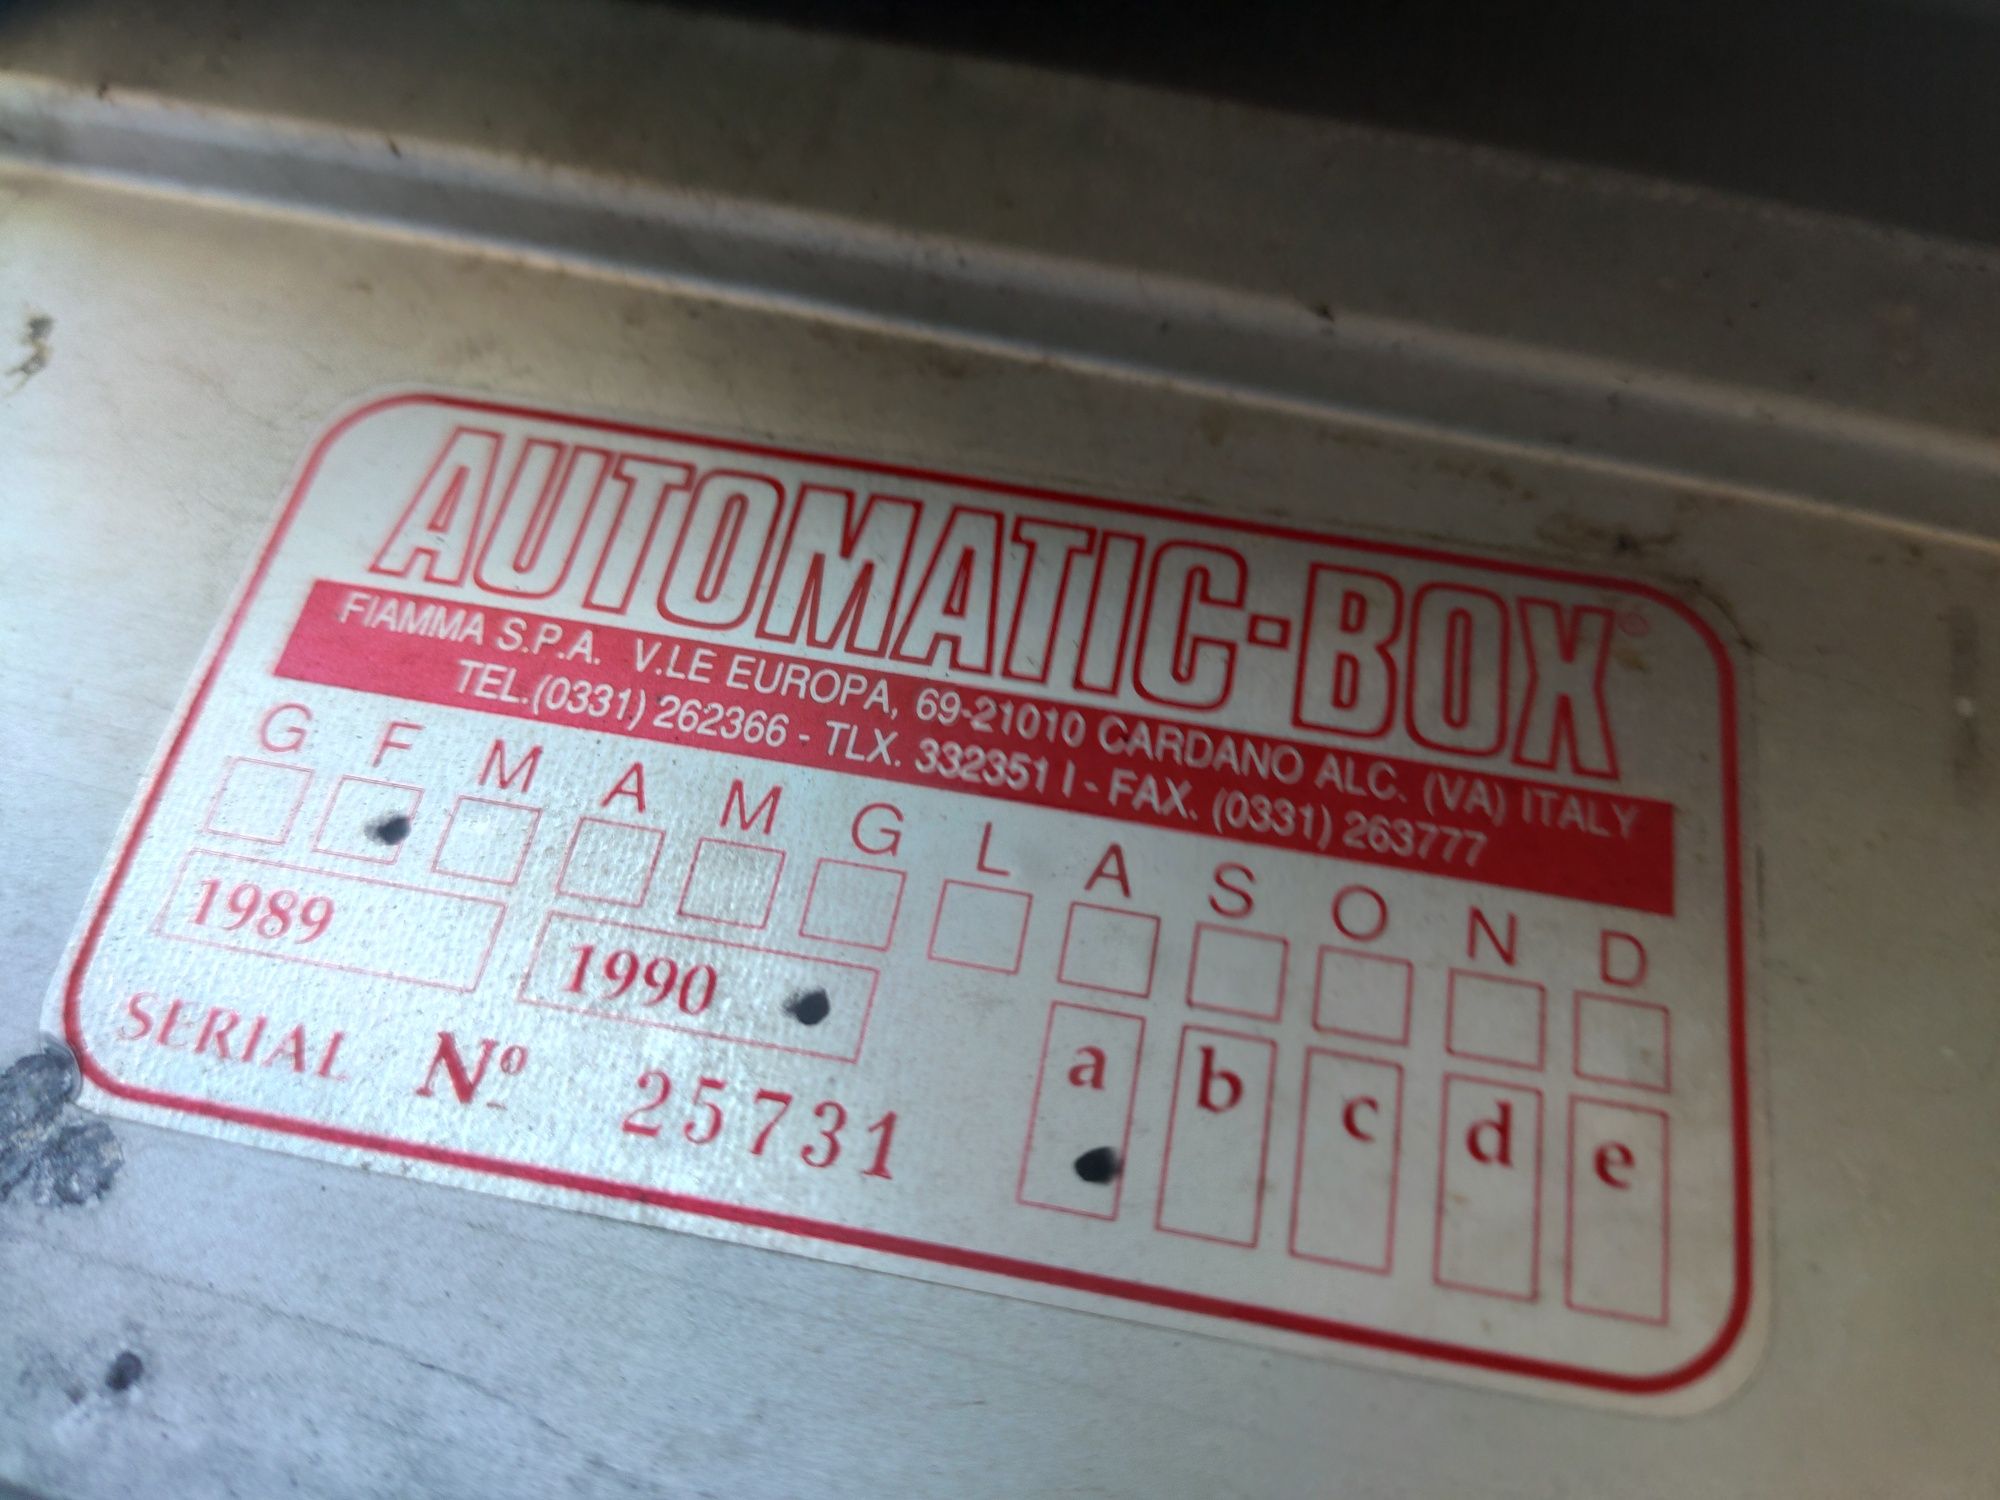 AUTOMATIC-BOX®
FIAMMA S.P.A. V.LE EUROPA, 69-21010 CARDANO ALC. (VA) ITALY
TEL.(0331) 262366 - TLX. 332351 I - FAX. (0331) 263777
G F M A M G L A S O N D
1989 1990 a b c d e
SERIAL Nº 25731